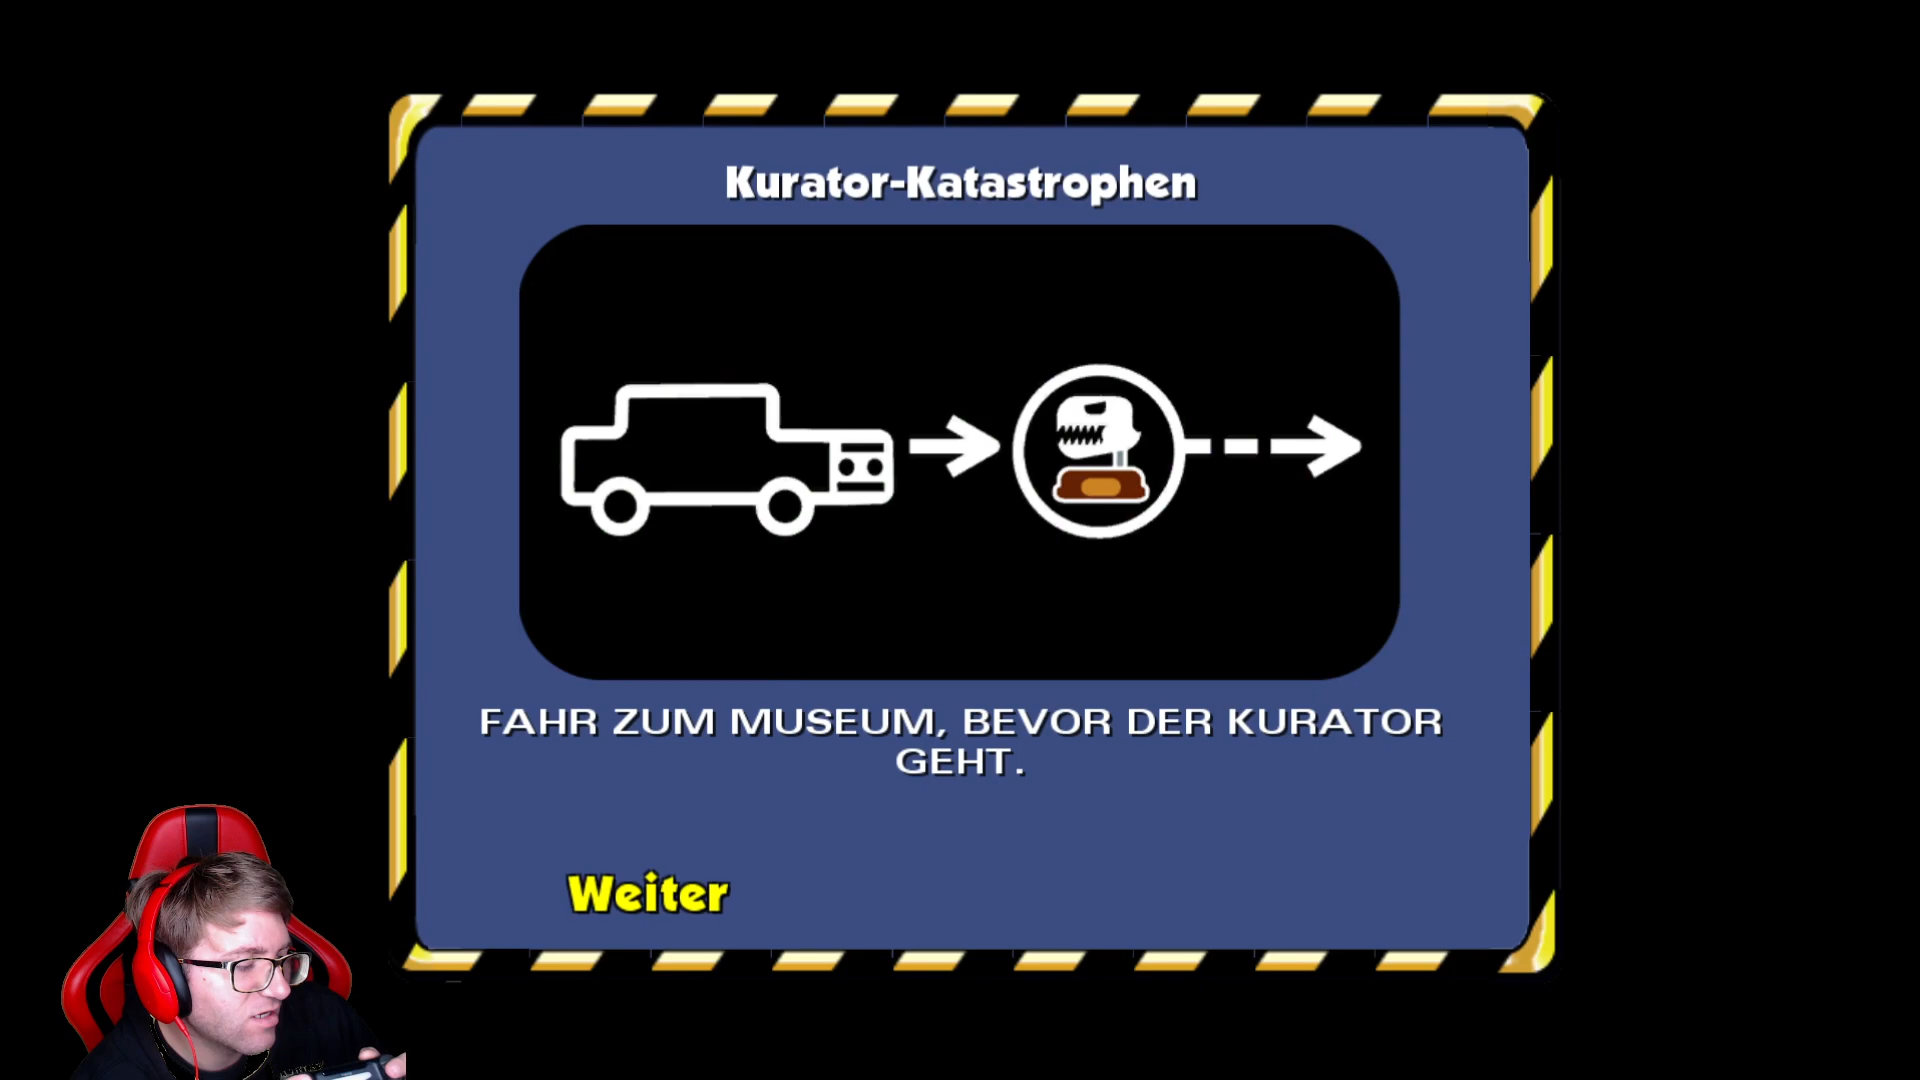 Kurator-Katastrophen
FAHR ZUM MUSEUM, BEVOR DER KURATOR
GEHT.
Weiter